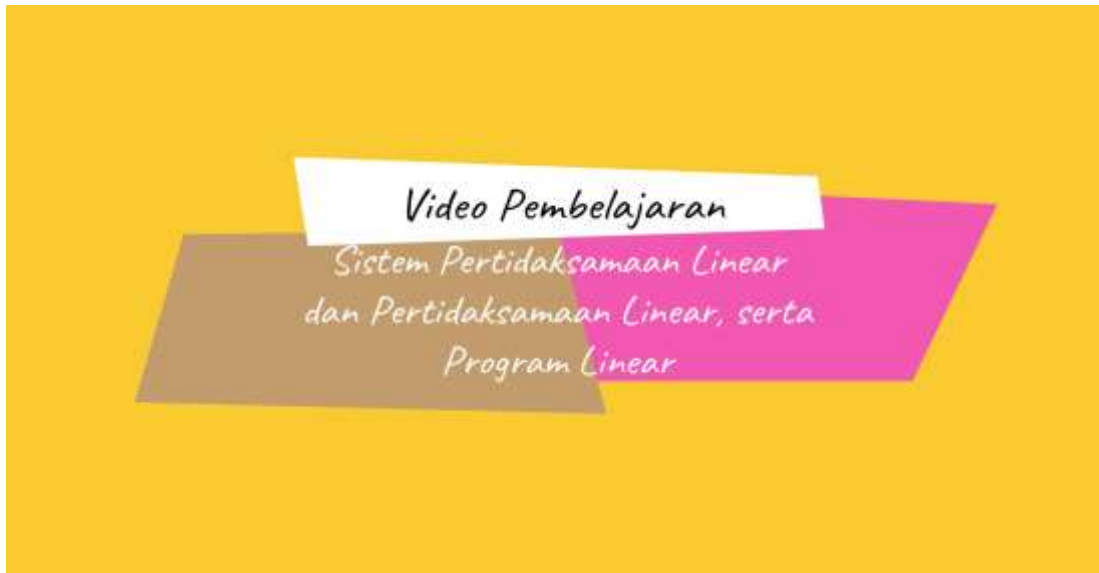 Video Pembelajaran
Sistem Pertidaksamaan Linear
dan Pertidaksamaan Linear, serta
Program Linear